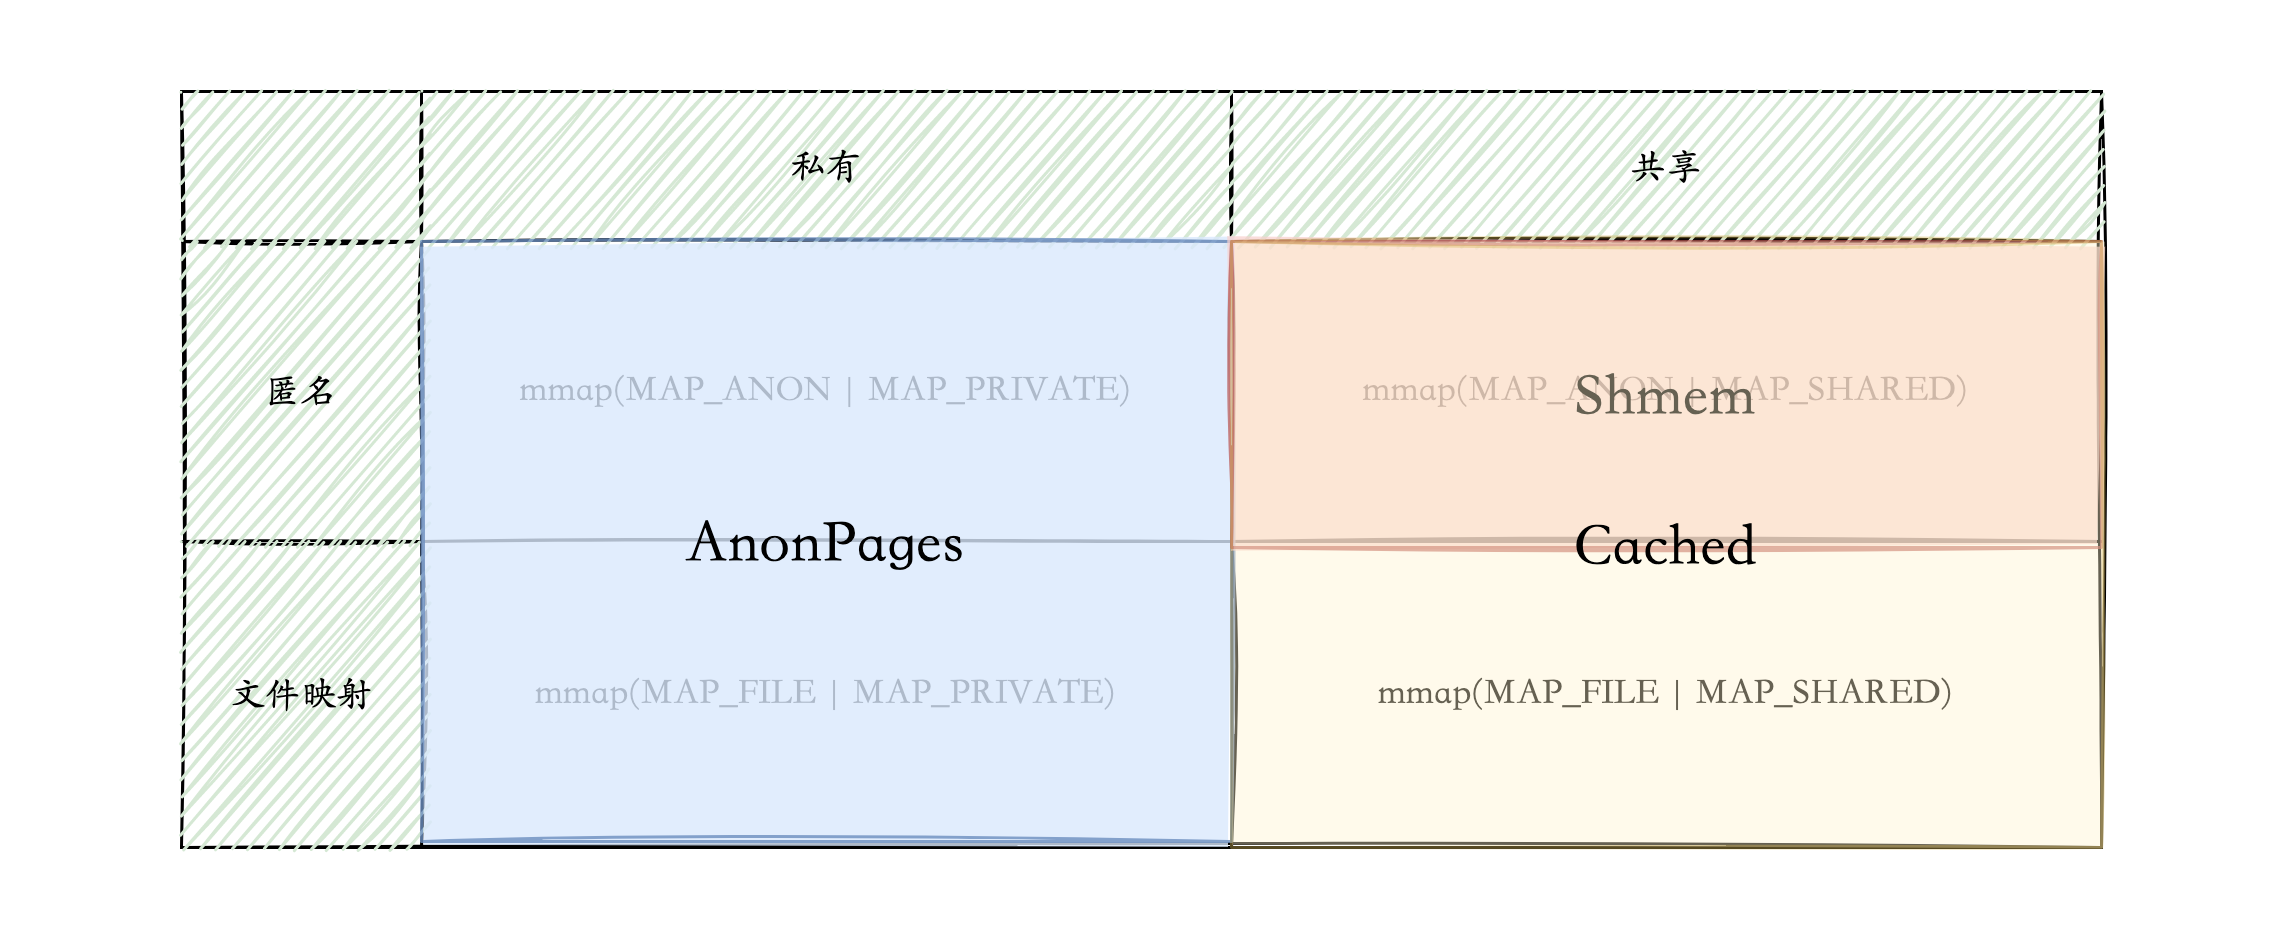 私有
共享
匿名
mmap(MAP_ANON | MAP_PRIVATE)
mmap(MAP_ANON | MAP_SHARED)
Shmem
AnonPages
Cached
文件映射
mmap(MAP_FILE | MAP_PRIVATE)
mmap(MAP_FILE | MAP_SHARED)